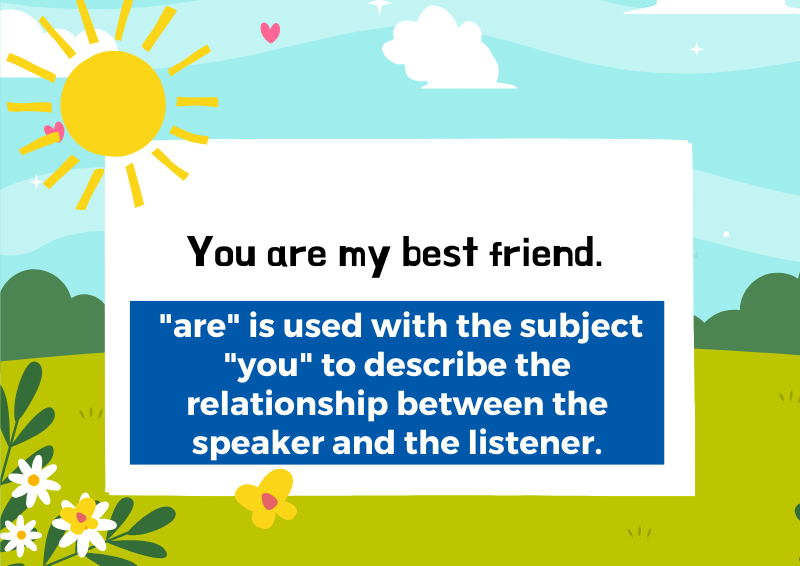 You are my best friend.
"are" is used with the subject
"you" to describe the
relationship between the
speaker and the listener.